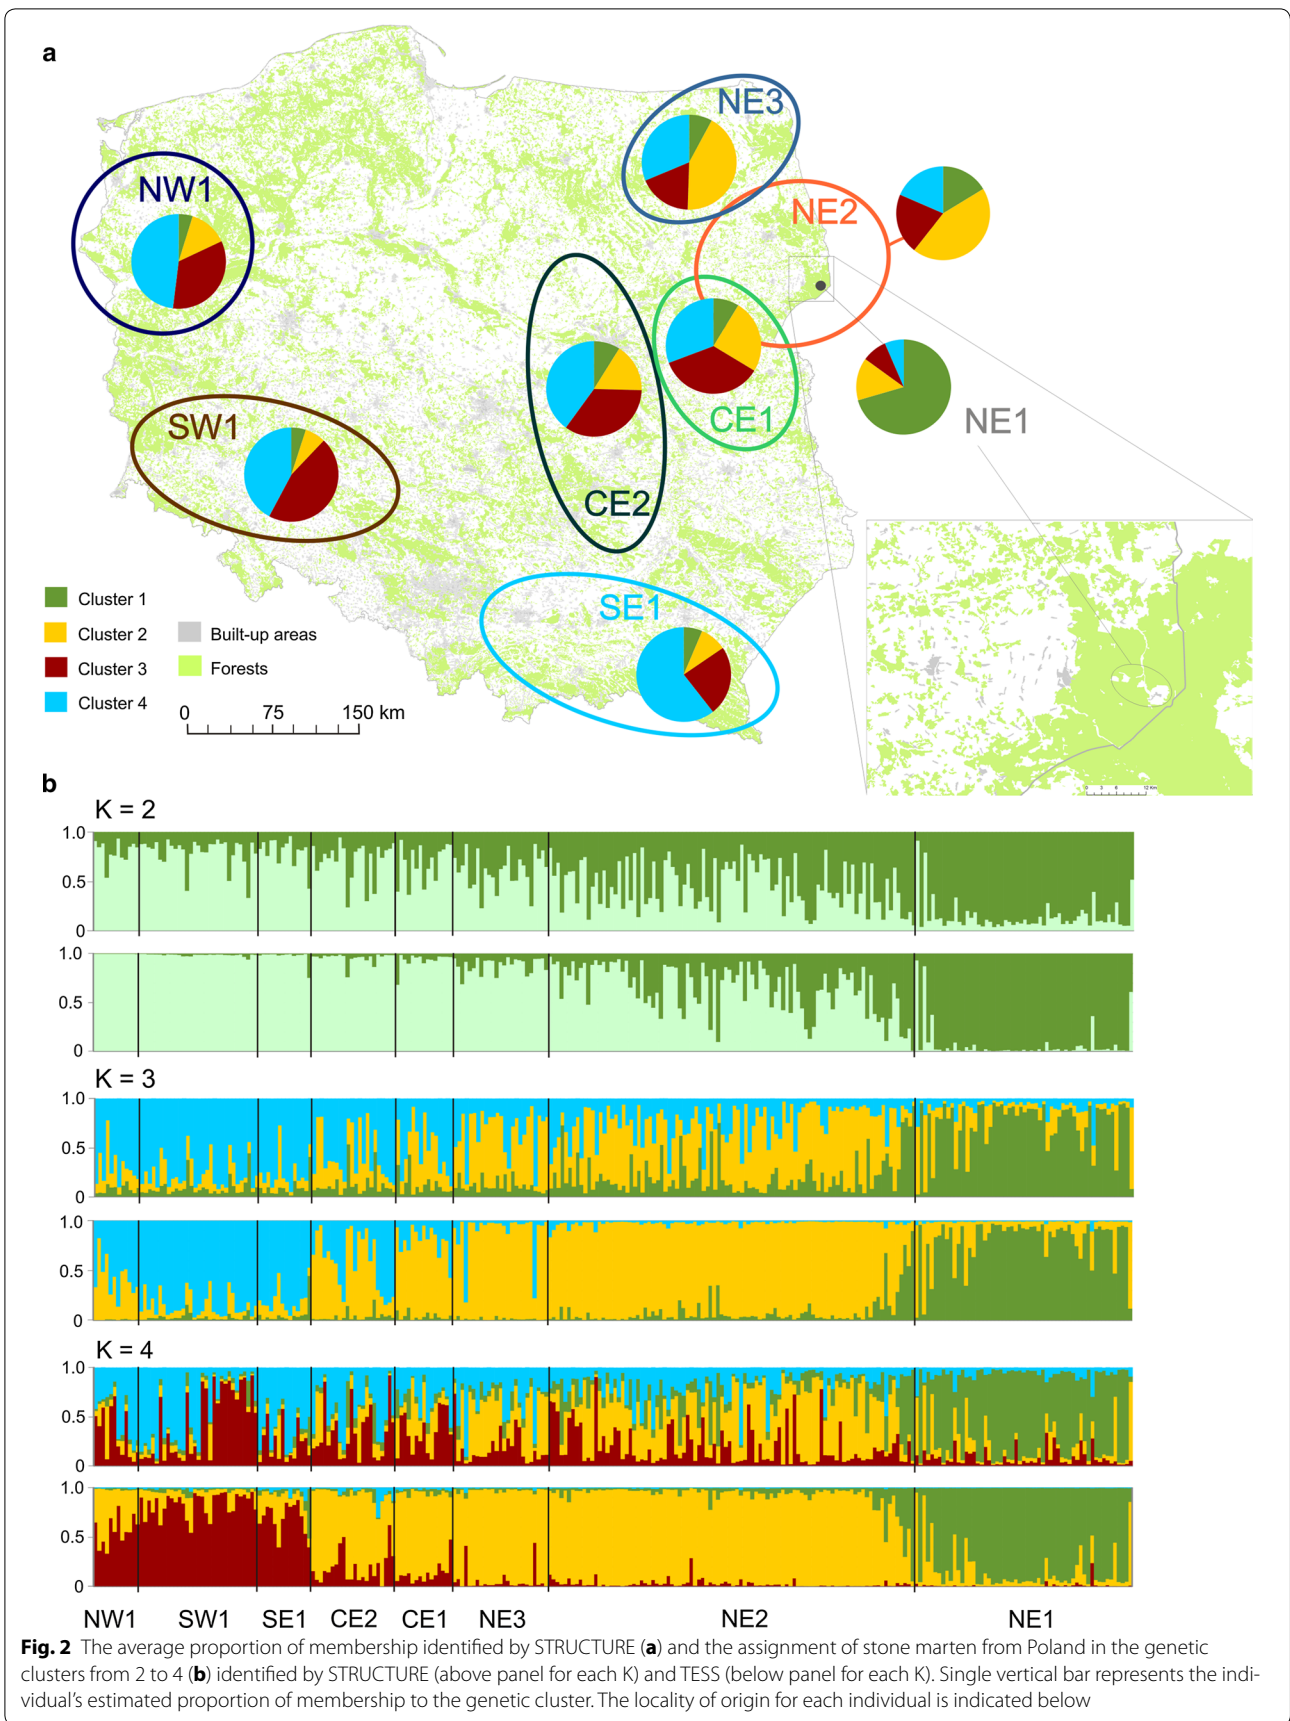 a
NE3
NW1
NE2
CE1
NE1
SW1
CE2
SE1
Cluster 1
Cluster 2
Cluster 3
Cluster 4
Built-up areas
Forests
0 75 150 km
0 3 6 12 Km
b
K = 2
1.0
0.5
0
1.0
0.5
0
K = 3
1.0
0.5
0
1.0
0.5
0
K = 4
1.0
0.5
0
1.0
0.5
0
NW1 SW1 SE1 CE2 CE1 NE3 NE2 NE1
Fig. 2 The average proportion of membership identified by STRUCTURE (a) and the assignment of stone marten from Poland in the genetic
clusters from 2 to 4 (b) identified by STRUCTURE (above panel for each K) and TESS (below panel for each K). Single vertical bar represents the indi-
vidual's estimated proportion of membership to the genetic cluster. The locality of origin for each individual is indicated below